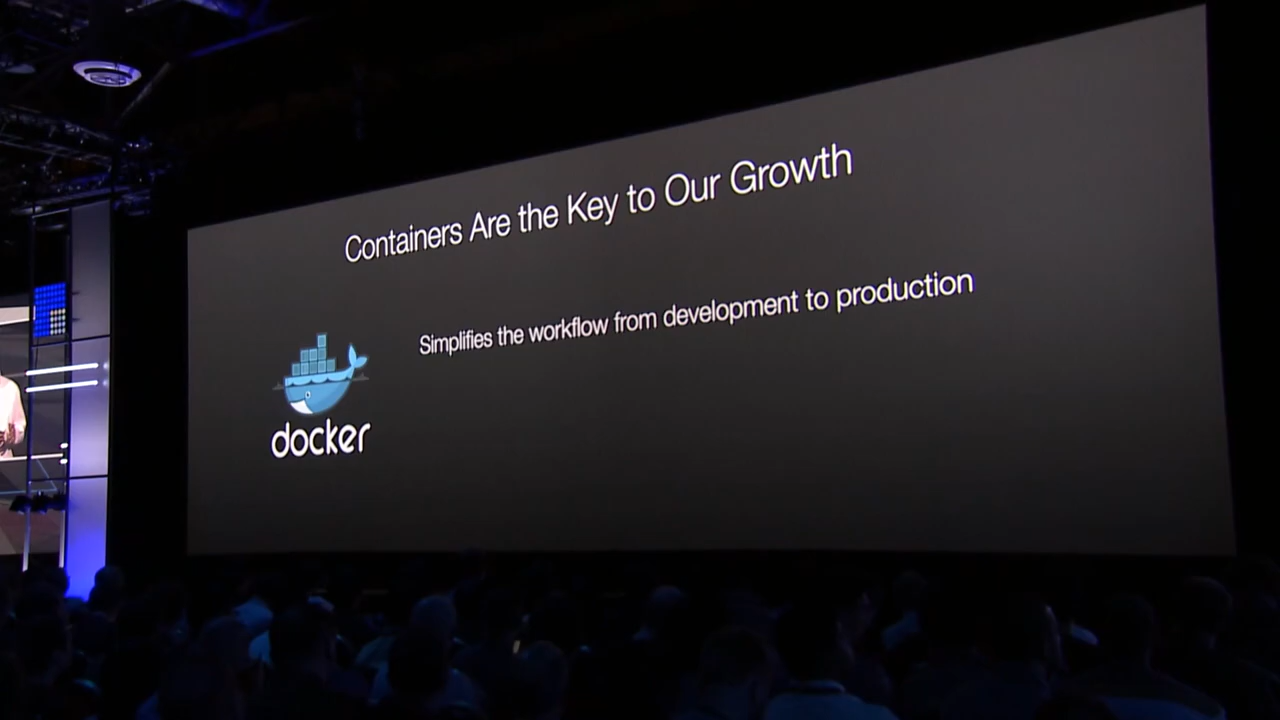 Containers Are the Key to Our Growth
Simplifies the workflow from development to production
docker